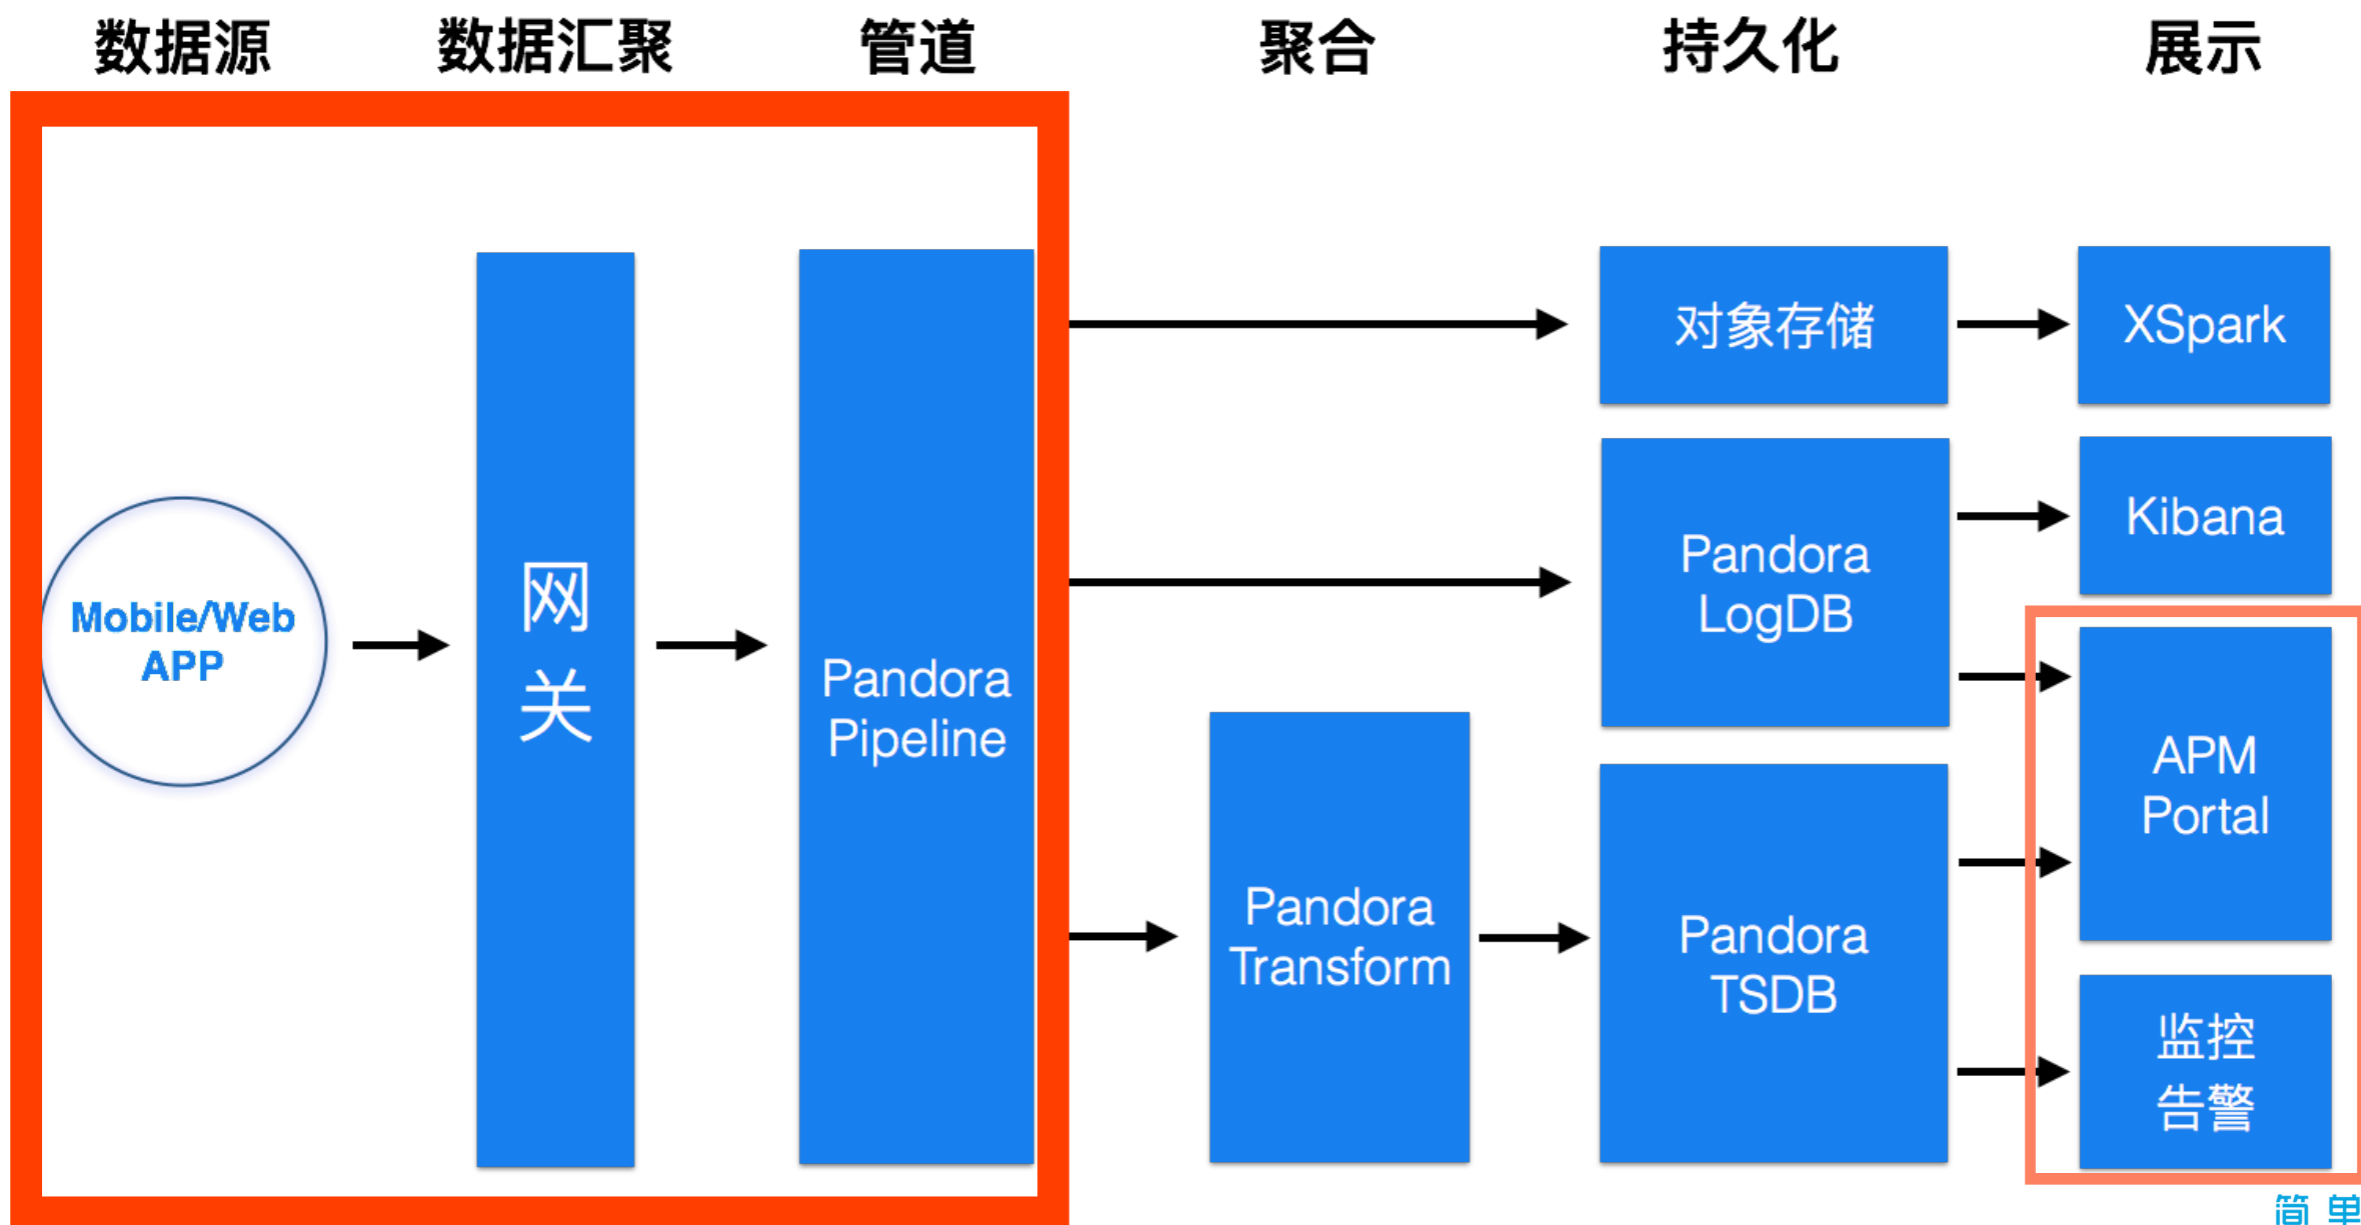 数据源
数据汇聚
管道
聚合
持久化
展示
Mobile/Web
APP
网
关
Pandora
Pipeline
Pandora
Transform
对象存储
Pandora
LogDB
Pandora
TSDB
XSpark
Kibana
APM
Portal
监控
告警
简 单